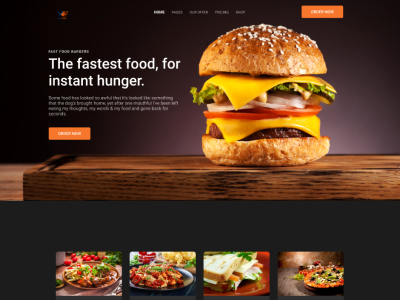 HOME PAGES OUR OFFER PRICING SHOP ORDER NOW
FAST FOOD BURGERS
The fastest food, for
instant hunger.
Some food has looked so awful that it's looked like something
that the dog's brought home, yet after one mouthful I've been left
eating my thoughts, my words & my food and gone back for
seconds.
ORDER NOW